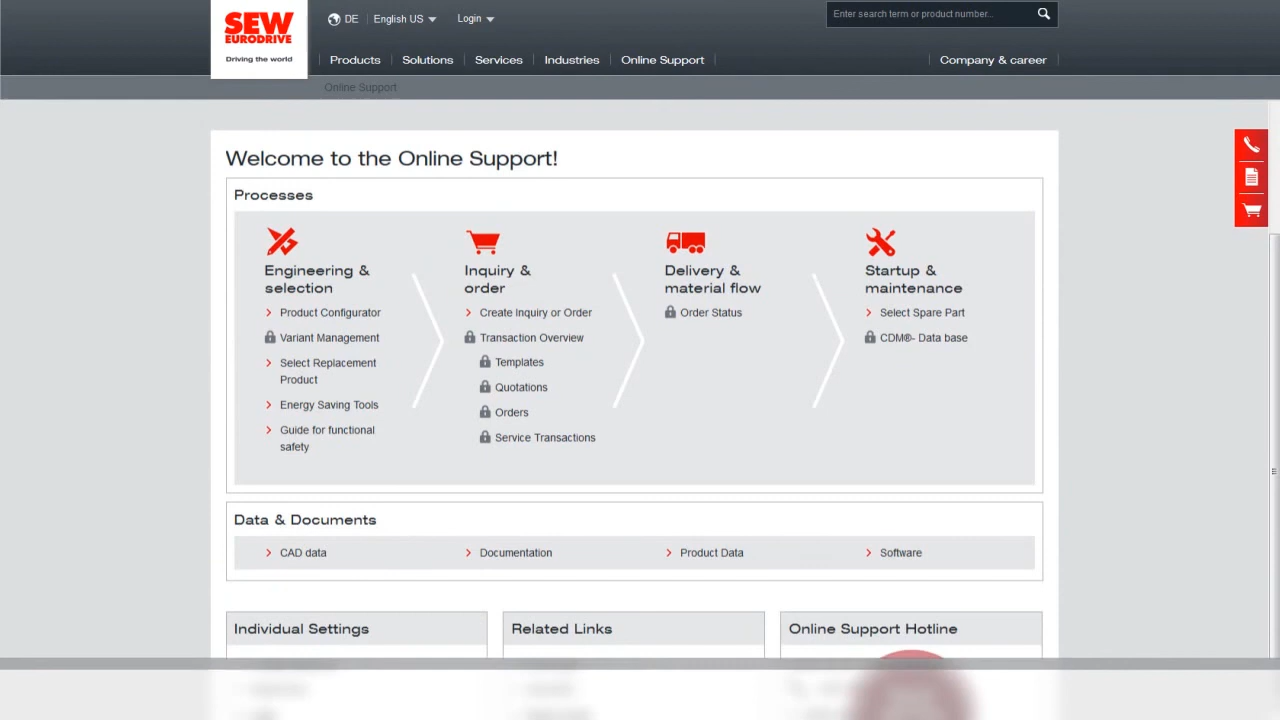 SEW
EURODRIVE
Driving the world
DE
English US
Login
Enter search term or product number...
Products
Solutions
Services
Industries
Online Support
Company & career
Online Support
Welcome to the Online Support!
Processes
Engineering &
selection
Product Configurator
Variant Management
Select Replacement
Product
Energy Saving Tools
Guide for functional
safety
Inquiry &
order
Create Inquiry or Order
Transaction Overview
Templates
Quotations
Orders
Service Transactions
Delivery &
material flow
Order Status
Startup &
maintenance
Select Spare Part
CDM®- Data base
Data & Documents
CAD data
Documentation
Product Data
Software
Individual Settings
Related Links
Online Support Hotline